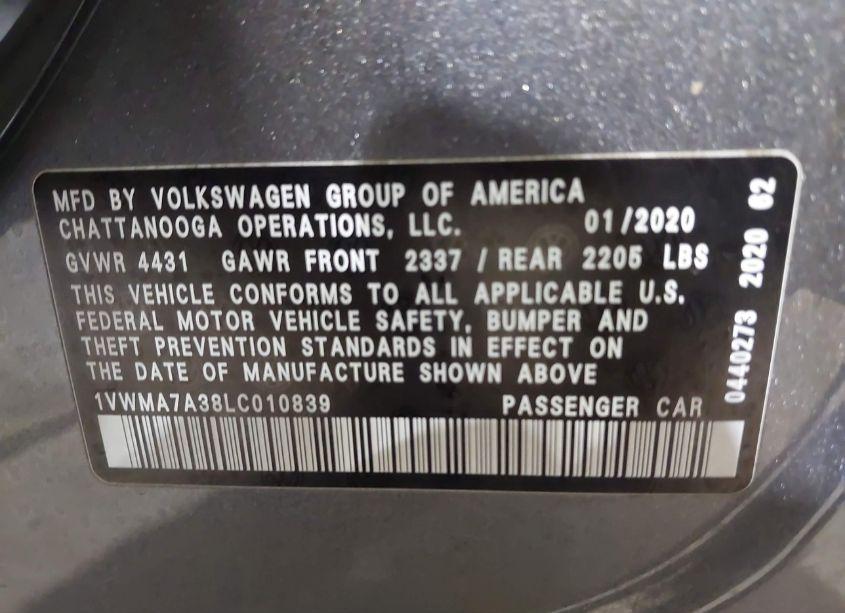 MFD BY VOLKSWAGEN GROUP OF AMERICA
CHATTANOOGA OPERATIONS, LLC. 01/2020
GVWR 4431 GAWR FRONT 2337 / REAR 2205 LBS
THIS VEHICLE CONFORMS TO ALL APPLICABLE U.S.
FEDERAL MOTOR VEHICLE SAFETY, BUMPER AND
THEFT PREVENTION STANDARDS IN EFFECT ON
THE DATE OF MANUFACTURE SHOWN ABOVE
1VWMA7A38LC010839 PASSENGER CAR
0440273 2020 62